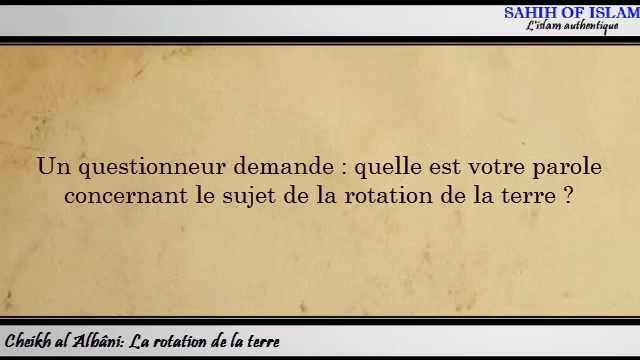 SAHIH OF ISLAM
L'islam authentique
Un questionneur demande : quelle est votre parole
concernant le sujet de la rotation de la terre ?
Cheikh al Albâni: La rotation de la terre